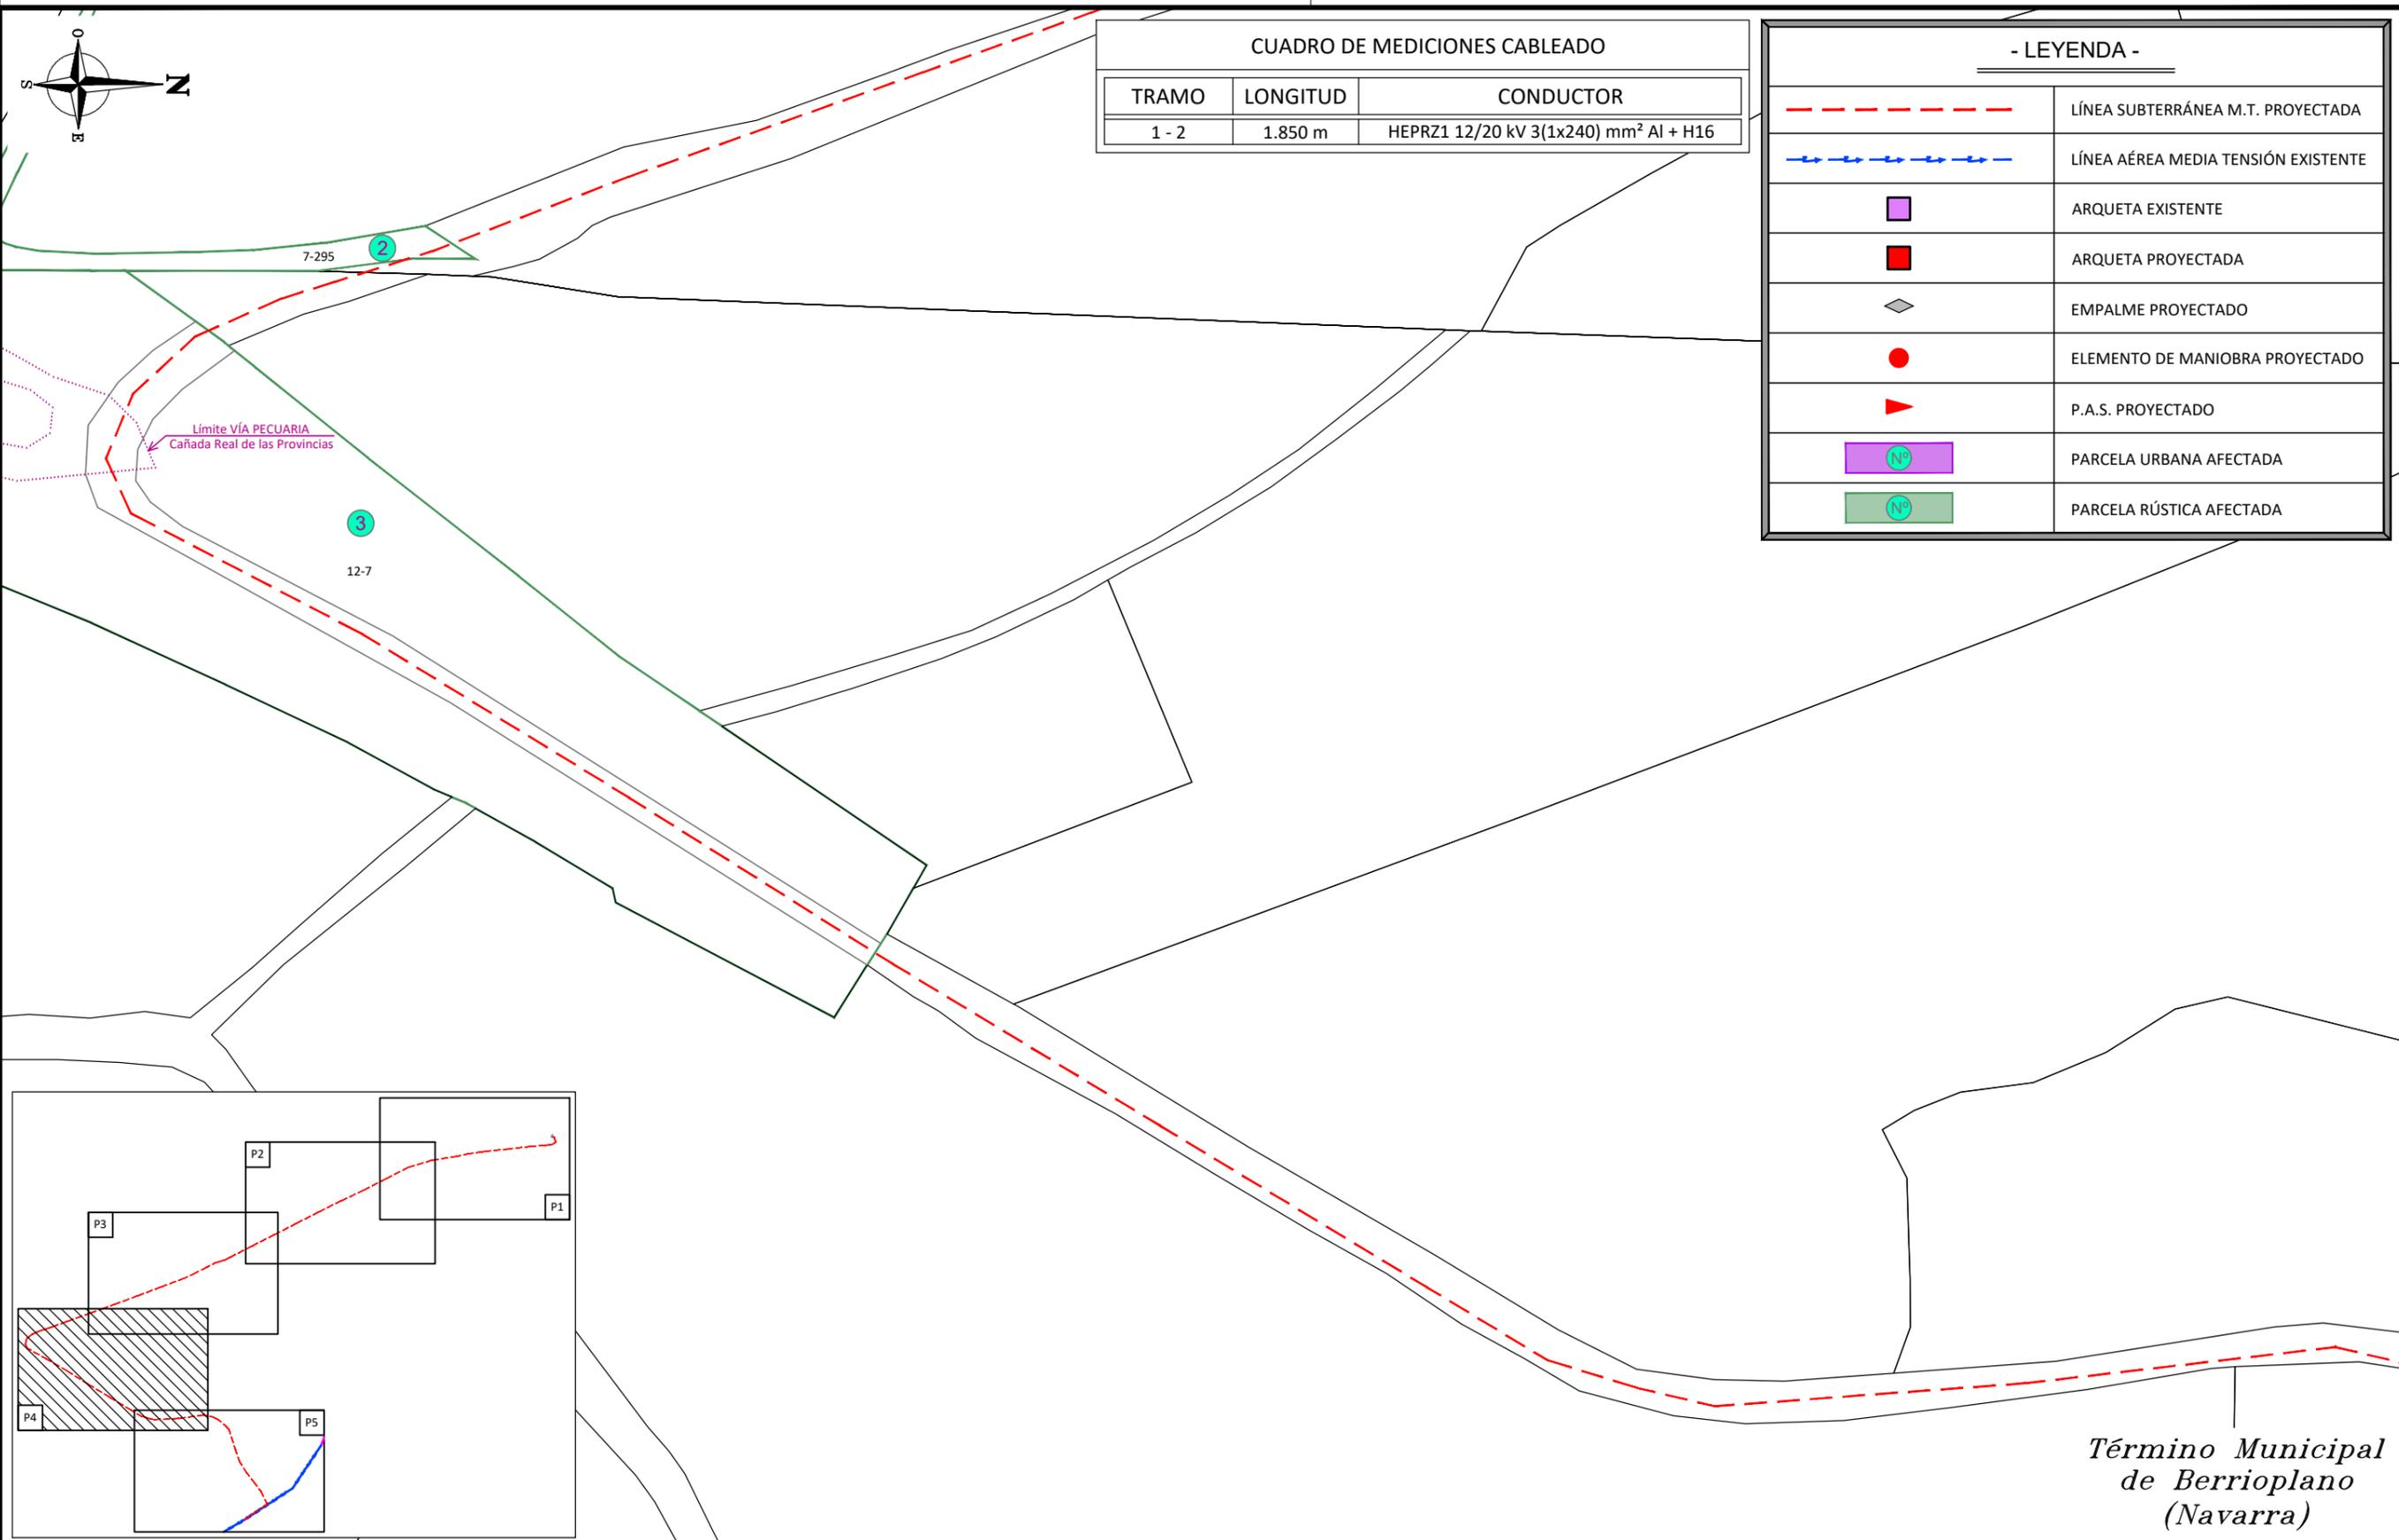 O
S
N
E
CUADRO DE MEDICIONES CABLEADO
TRAMO LONGITUD CONDUCTOR
1 - 2 1.850 m HEPRZ1 12/20 kV 3(1x240) mm² Al + H16
- LEYENDA -
LÍNEA SUBTERRÁNEA M.T. PROYECTADA
LÍNEA AÉREA MEDIA TENSIÓN EXISTENTE
ARQUETA EXISTENTE
ARQUETA PROYECTADA
EMPALME PROYECTADO
ELEMENTO DE MANIOBRA PROYECTADO
P.A.S. PROYECTADO
Nº PARCELA URBANA AFECTADA
Nº PARCELA RÚSTICA AFECTADA
2
7-295
Límite VÍA PECUARIA
Cañada Real de las Provincias
3
12-7
P2
P1
P3
P4
P5
Término Municipal
de Berrioplano
(Navarra)